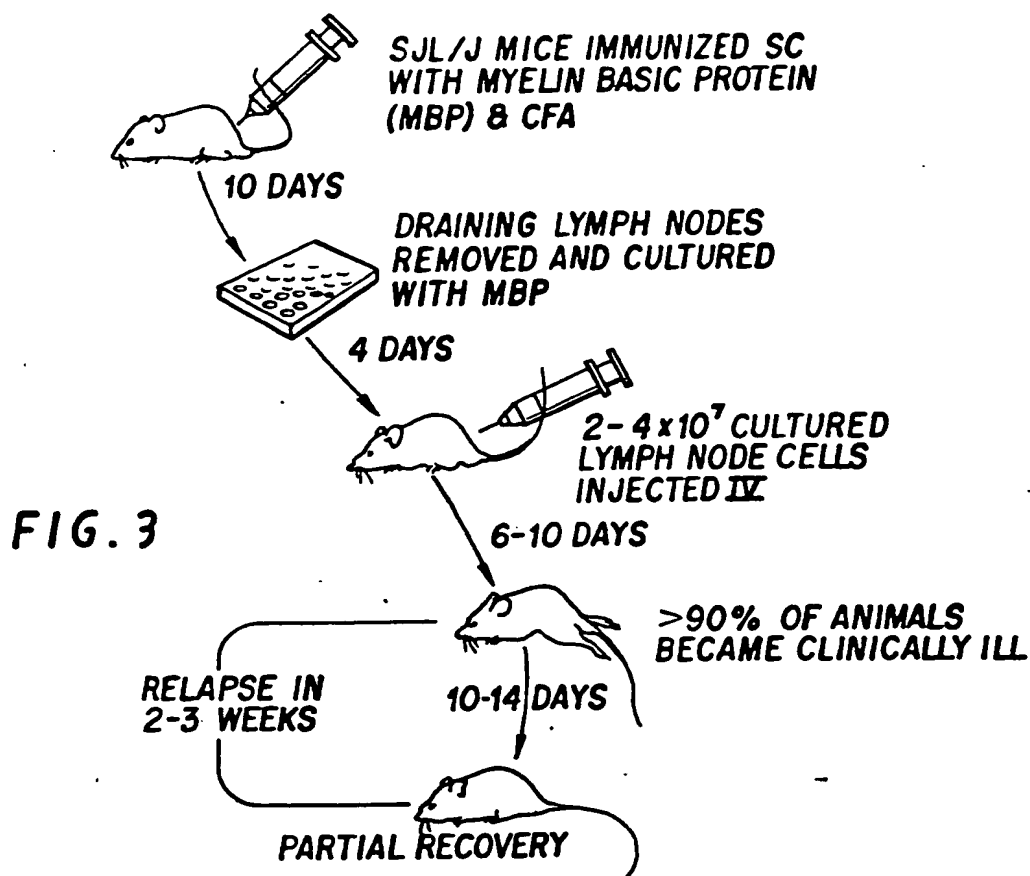 SJL/J MICE IMMUNIZED SC
WITH MYELIN BASIC PROTEIN
(MBP) & CFA
10 DAYS
DRAINING LYMPH NODES
REMOVED AND CULTURED
WITH MBP
4 DAYS
2-4x10⁷ CULTURED
LYMPH NODE CELLS
INJECTED IV
FIG. 3
6-10 DAYS
>90% OF ANIMALS
BECAME CLINICALLY ILL
RELAPSE IN
2-3 WEEKS
10-14 DAYS
PARTIAL RECOVERY